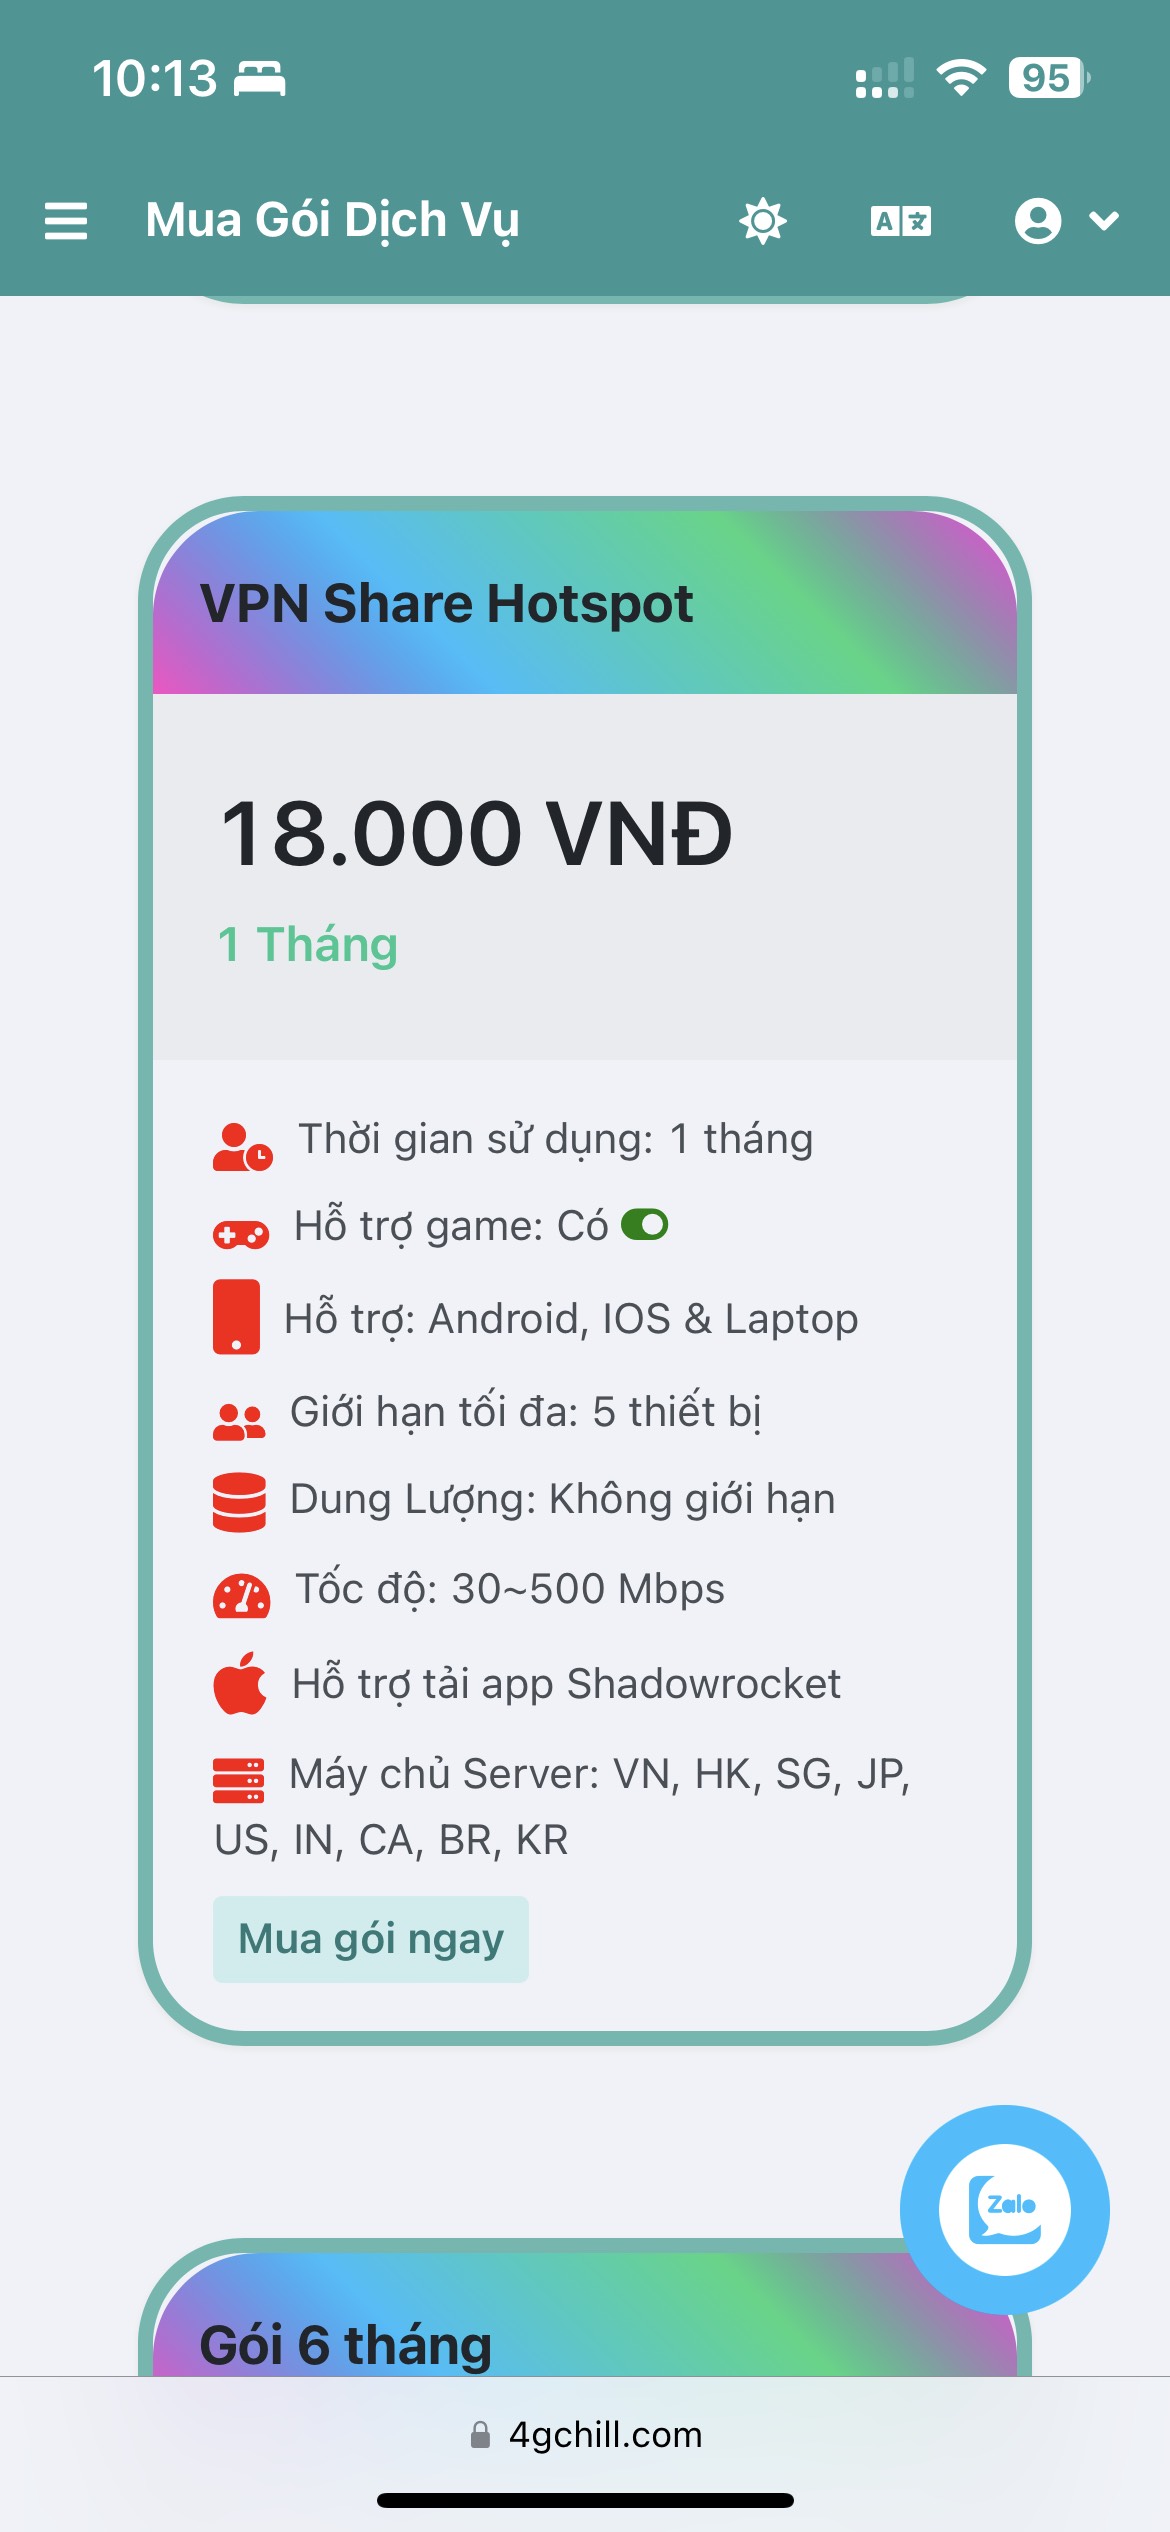 10:13
95
Mua Gói Dịch Vụ
A文
VPN Share Hotspot
18.000 VNĐ
1 Tháng
Thời gian sử dụng: 1 tháng
Hỗ trợ game: Có
Hỗ trợ: Android, IOS & Laptop
Giới hạn tối đa: 5 thiết bị
Dung Lượng: Không giới hạn
Tốc độ: 30~500 Mbps
Hỗ trợ tải app Shadowrocket
Máy chủ Server: VN, HK, SG, JP,
US, IN, CA, BR, KR
Mua gói ngay
Zalo
Gói 6 tháng
4gchill.com